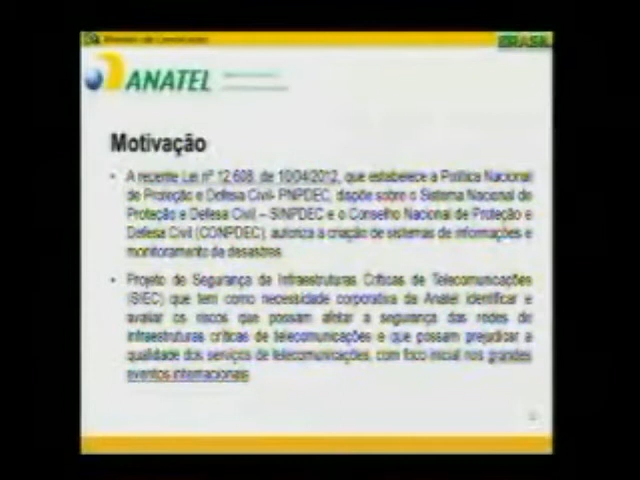 BRASIL
ANATEL
Motivação
• A recente Lei nº 12.608, de 10/04/2012, que estabelece a Política Nacional
de Proteção e Defesa Civil- PNPDEC, dispõe sobre o Sistema Nacional de
Proteção e Defesa Civil – SINPDEC e o Conselho Nacional de Proteção e
Defesa Civil (CONPDEC), autoriza a criação de sistemas de informações e
monitoramento de desastres
• Projeto de Segurança de Infraestruturas Críticas de Telecomunicações
(SIEC) que tem como necessidade corporativa da Anatel identificar e
avaliar os riscos que possam afetar a segurança das redes de
infraestruturas críticas de telecomunicações e que possam prejudicar a
qualidade dos serviços de telecomunicações, com foco inicial nos grandes
eventos internacionais